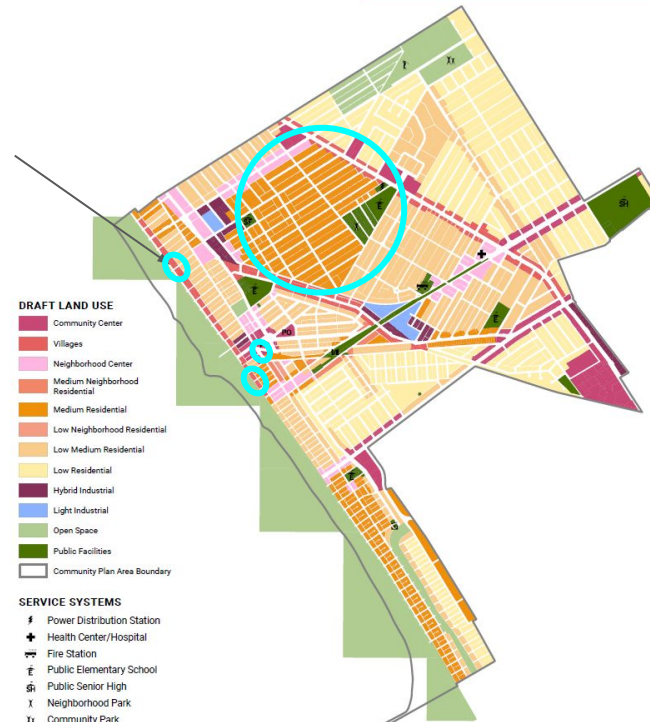 PO
DRAFT LAND USE
Community Center
Villages
Neighborhood Center
Medium Neighborhood
Residential
Medium Residential
Low Neighborhood Residential
Low Medium Residential
Low Residential
Hybrid Industrial
Light Industrial
Open Space
Public Facilities
Community Plan Area Boundary
SERVICE SYSTEMS
Power Distribution Station
Health Center/Hospital
Fire Station
E Public Elementary School
SH Public Senior High
Neighborhood Park
Community Park